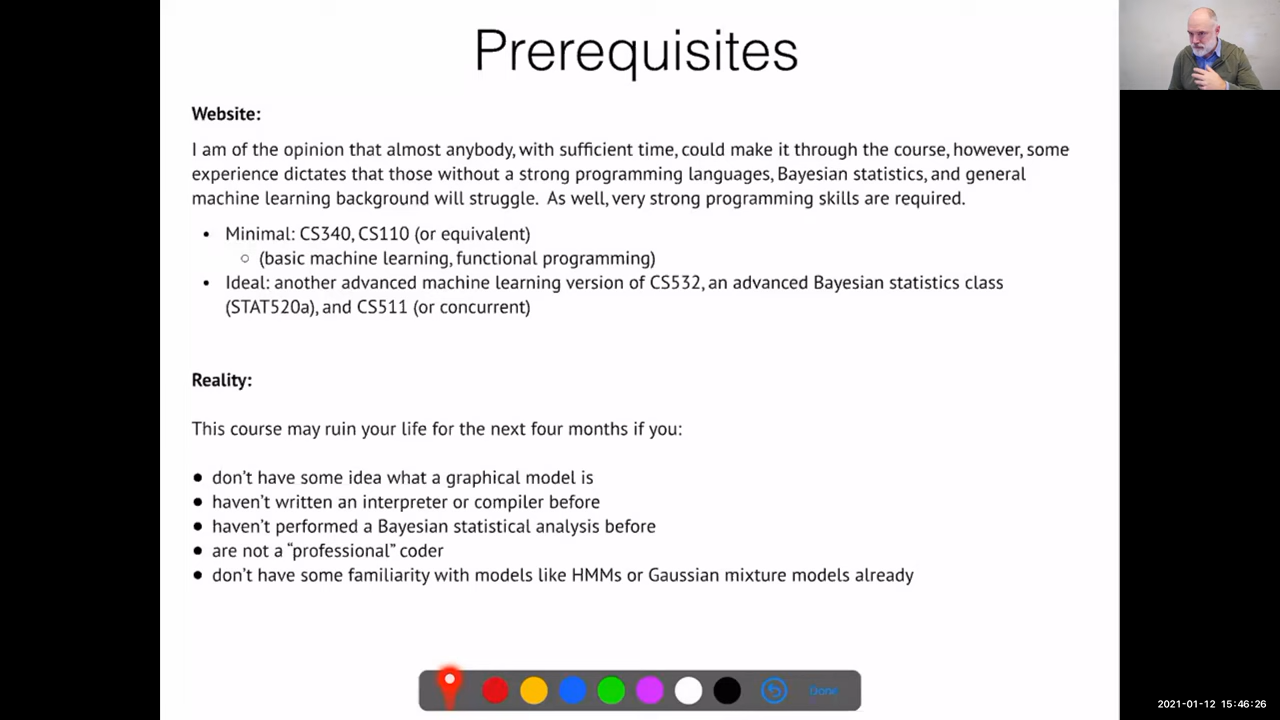 Prerequisites
Website:
I am of the opinion that almost anybody, with sufficient time, could make it through the course, however, some
experience dictates that those without a strong programming languages, Bayesian statistics, and general
machine learning background will struggle.  As well, very strong programming skills are required.
• Minimal: CS340, CS110 (or equivalent)
○ (basic machine learning, functional programming)
• Ideal: another advanced machine learning version of CS532, an advanced Bayesian statistics class
(STAT520a), and CS511 (or concurrent)
Reality:
This course may ruin your life for the next four months if you:
● don't have some idea what a graphical model is
● haven't written an interpreter or compiler before
● haven't performed a Bayesian statistical analysis before
● are not a “professional” coder
● don't have some familiarity with models like HMMs or Gaussian mixture models already
Done
2021-01-12 15:46:26